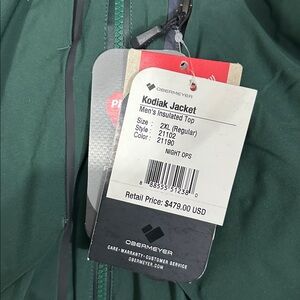 OBERMEYER
Kodiak Jacket
Men's Insulated Top
Size : 2XL (Regular)
Style : 21102
Color : 21190
NIGHT OPS
Retail Price: $479.00 USD
OBERMEYER
CARE • WARRANTY • CUSTOMER SERVICE
OBERMEYER.COM